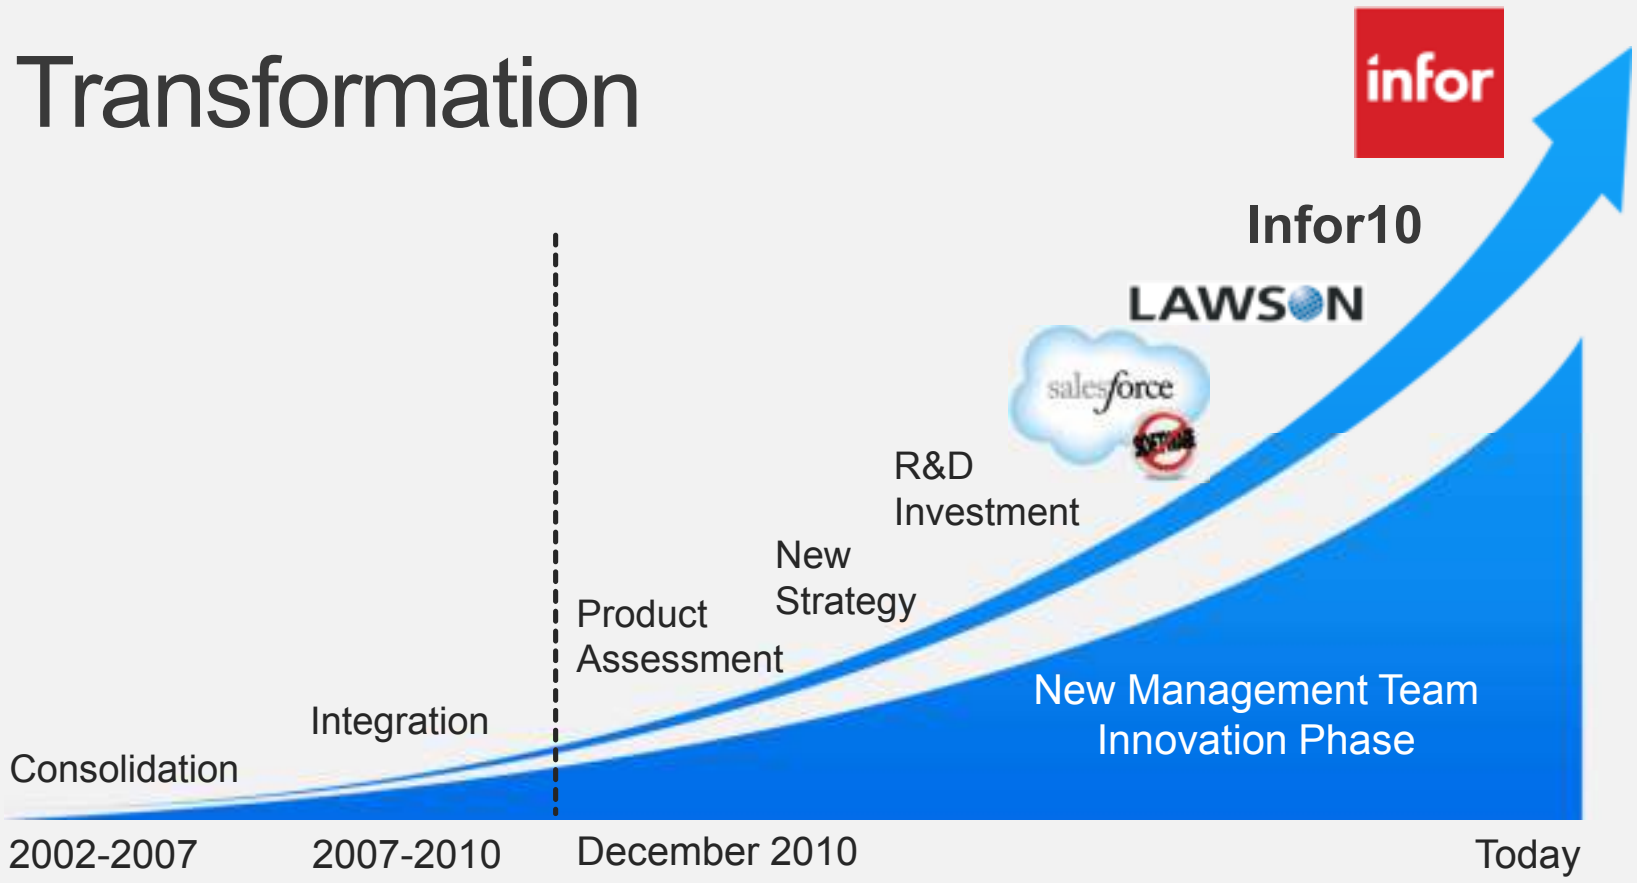 Transformation
infor
Infor10
LAWSON
salesforce
SOFTWARE
R&D
Investment
New
Strategy
Product
Assessment
Integration
Consolidation
New Management Team
Innovation Phase
2002-2007
2007-2010
December 2010
Today